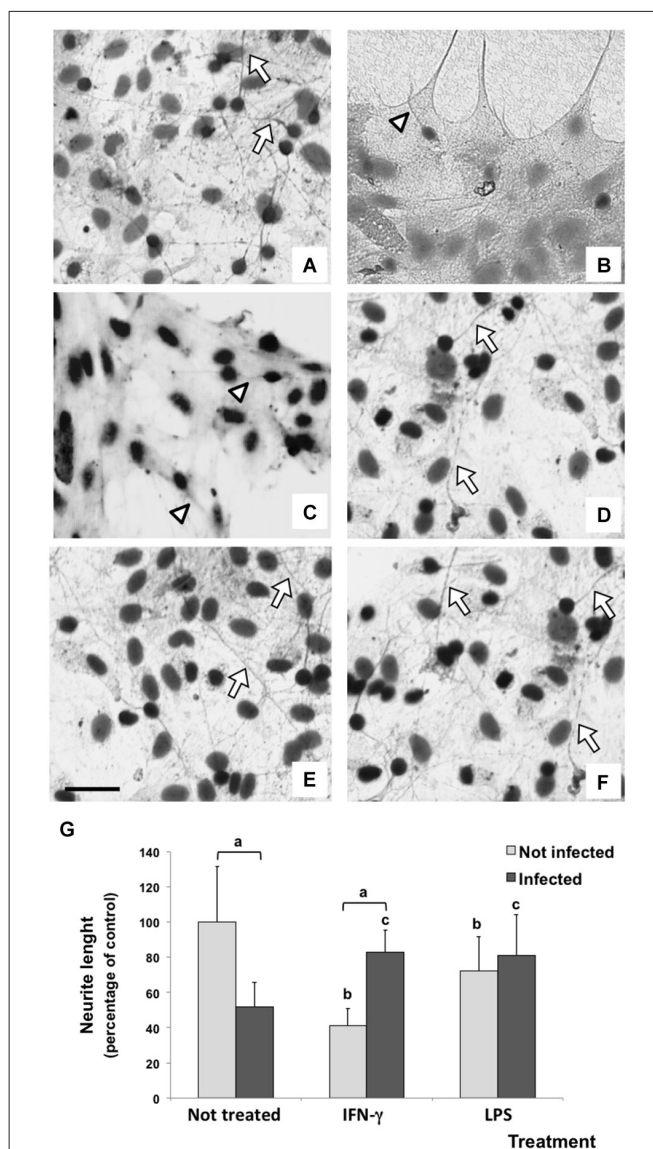 A
B
C
D
E
F
G
Neurite lenght
(percentage of control)
140
120
100
80
60
40
20
0
a
a
b
c
b
c
Not infected
Infected
Not treated
IFN-γ
LPS
Treatment